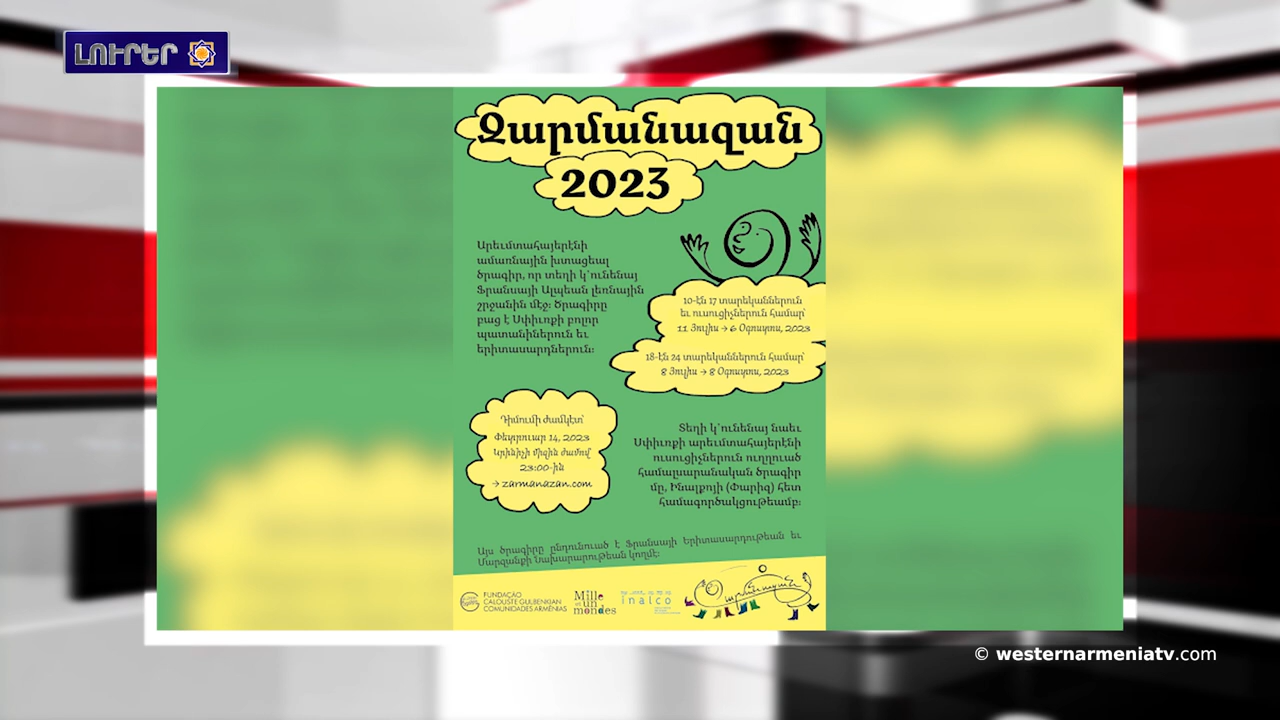 ԼՈՒՐԵՐ
Զարմանազան
2023
Արեւմտահայերէնի
ամառնային խտացեալ
ծրագիր, որ տեղի կ՚ունենայ
Ֆրանսայի Ալպեան լեռնային
շրջանին մէջ։ Ծրագիրը
բաց է Սփիւռքի բոլոր
պատանիներուն եւ
երիտասարդներուն։
10-էն 17 տարեկաններուն
եւ ուսուցիչներուն համար՝
11 Յուլիս → 6 Օգոստոս, 2023
18-էն 24 տարեկաններուն համար՝
8 Յուլիս → 8 Օգոստոս, 2023
Դիմումի ժամկէտ՝
Փետրուար 14, 2023
Կրինիչի միջին ժամով
23:00-ին
→ zarmanazan.com
Տեղի կ՚ունենայ նաեւ
Սփիւռքի արեւմտահայերէնի
ուսուցիչներուն ուղղուած
համալսարանական ծրագիր
մը, Ինալքոյի (Փարիզ) հետ
համագործակցութեամբ։
Այս ծրագիրը ընդունուած է Ֆրանսայի Երիտասարդութեան եւ
Մարզանքի Նախարարութեան կողմէ։
FUNDAÇÃO
CALOUSTE GULBENKIAN
COMUNIDADES ARMÉNIAS
Mille
et un
mondes
inalco
Զարմանազան
© westernarmeniatv.com